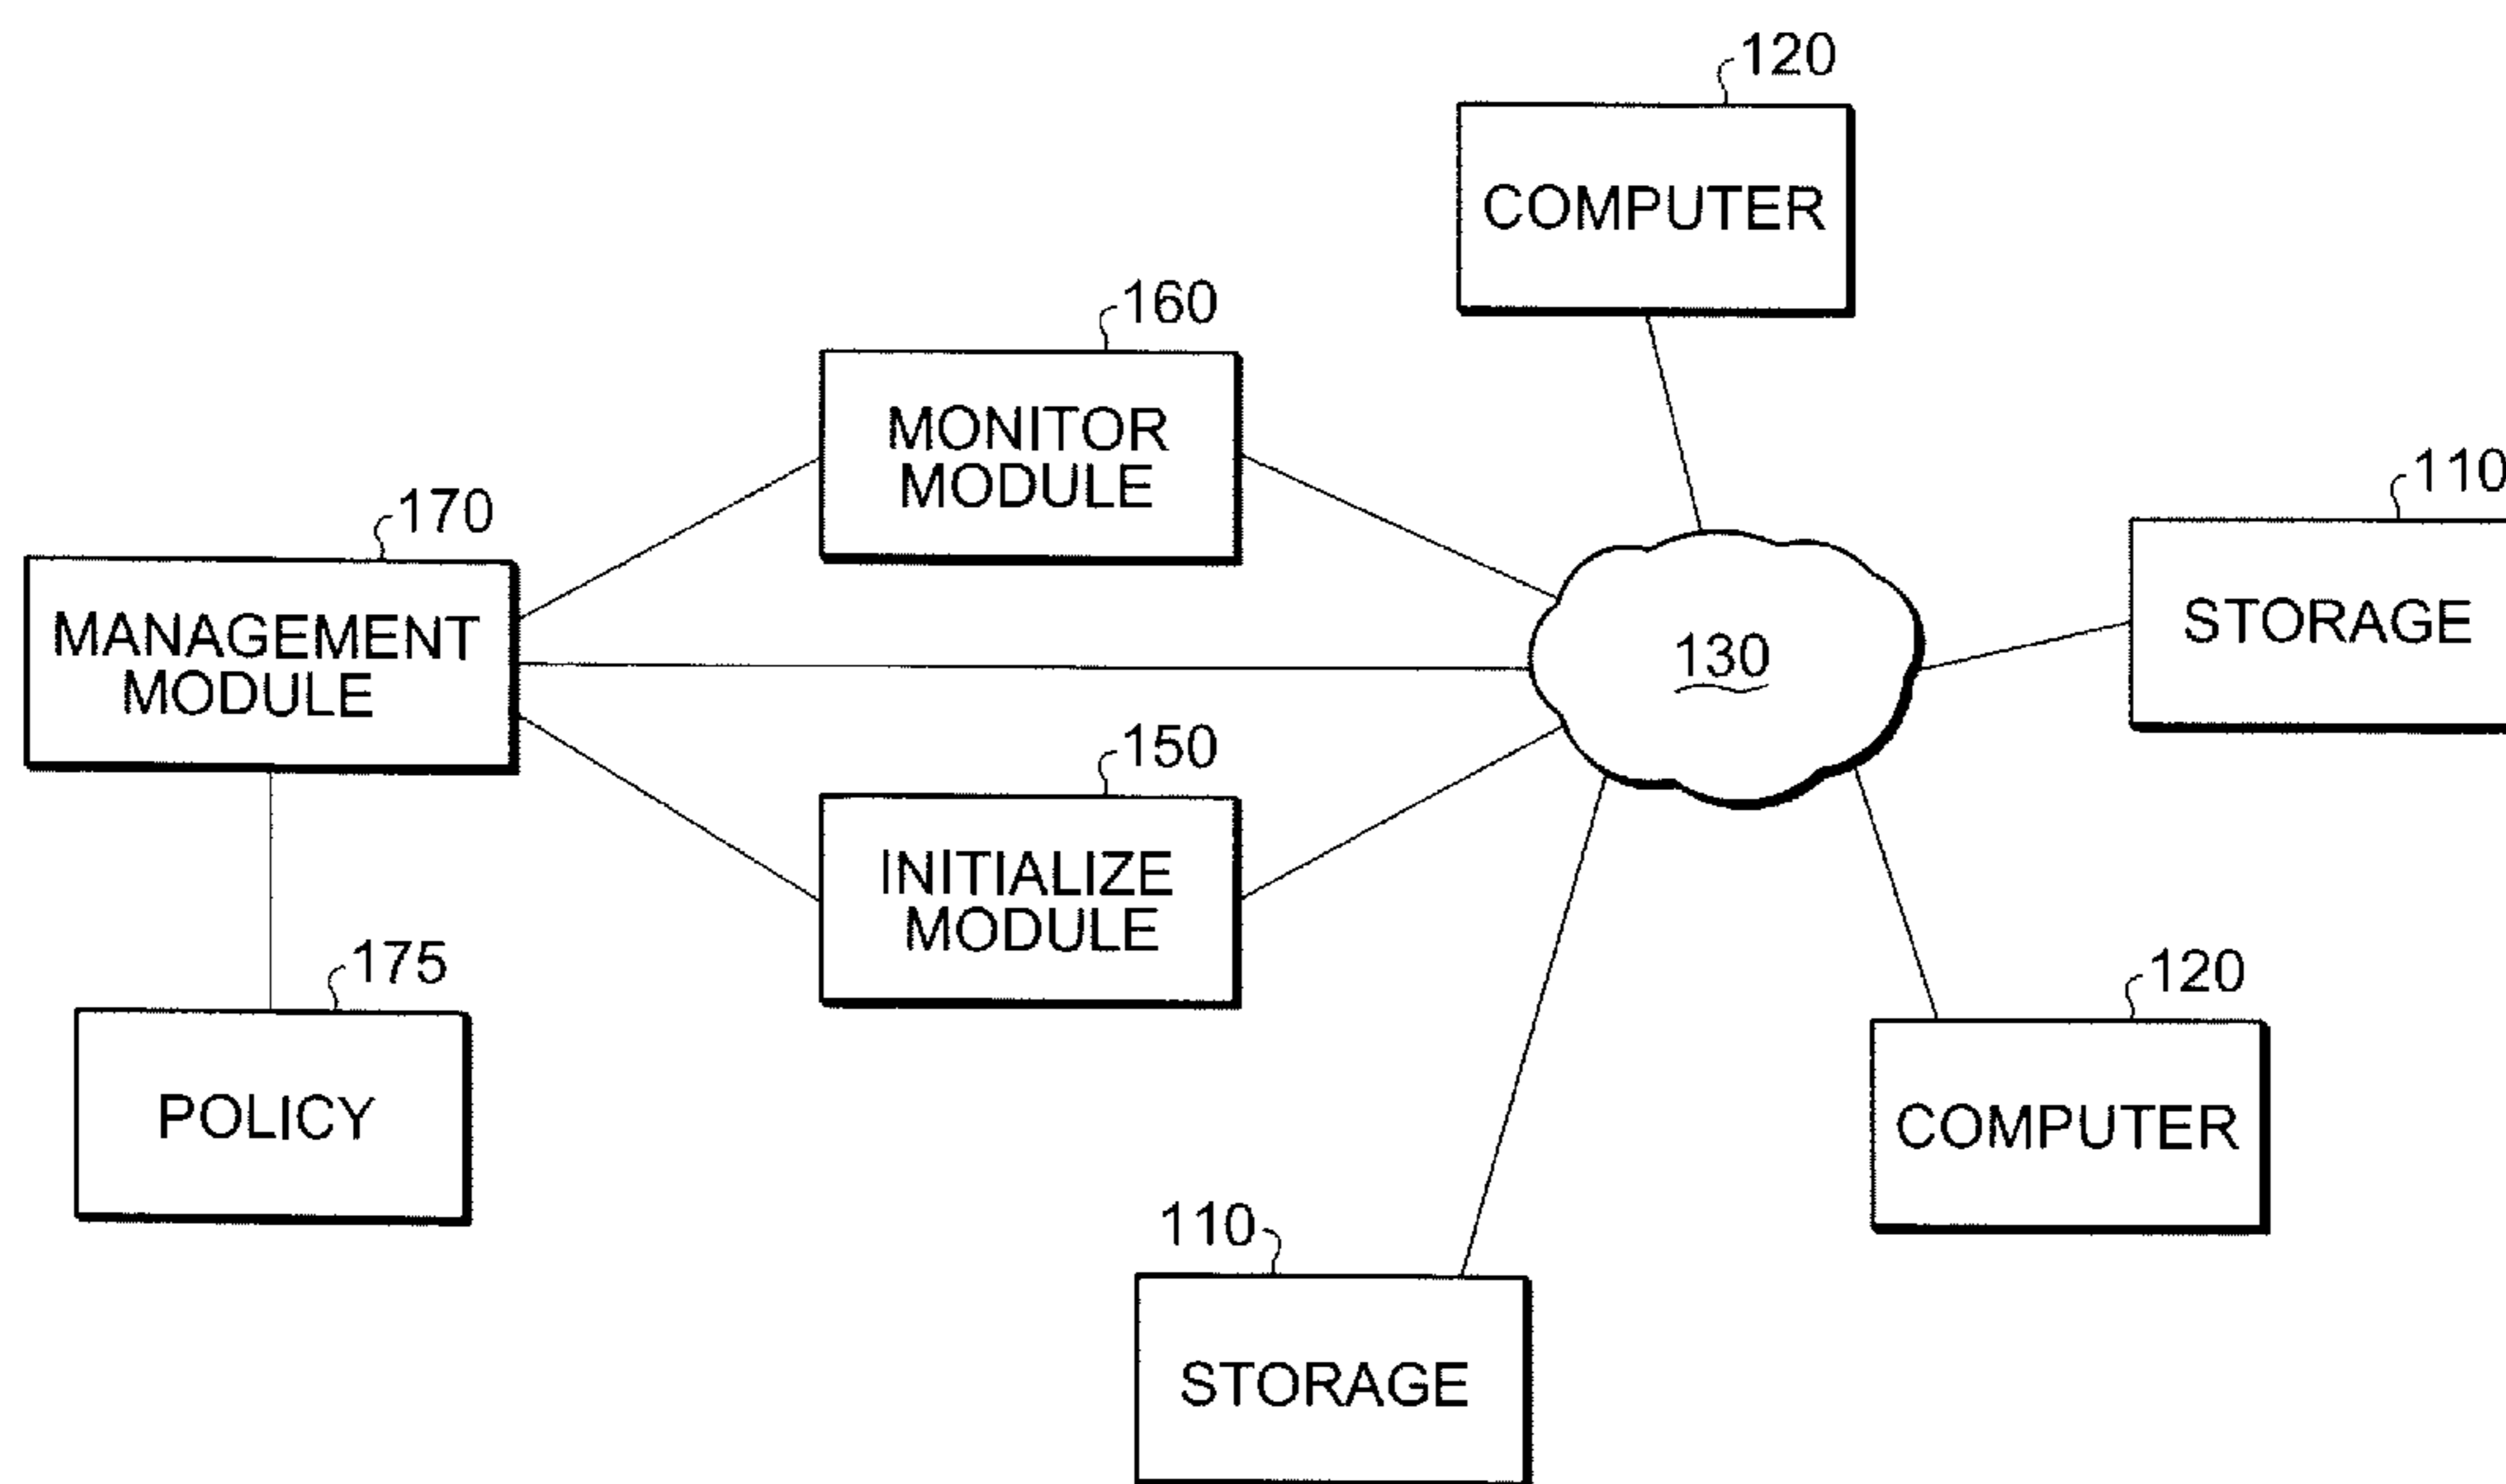 120
COMPUTER
160
MONITOR
MODULE
110
STORAGE
170
MANAGEMENT
MODULE
130
150
INITIALIZE
MODULE
175
POLICY
120
COMPUTER
110
STORAGE